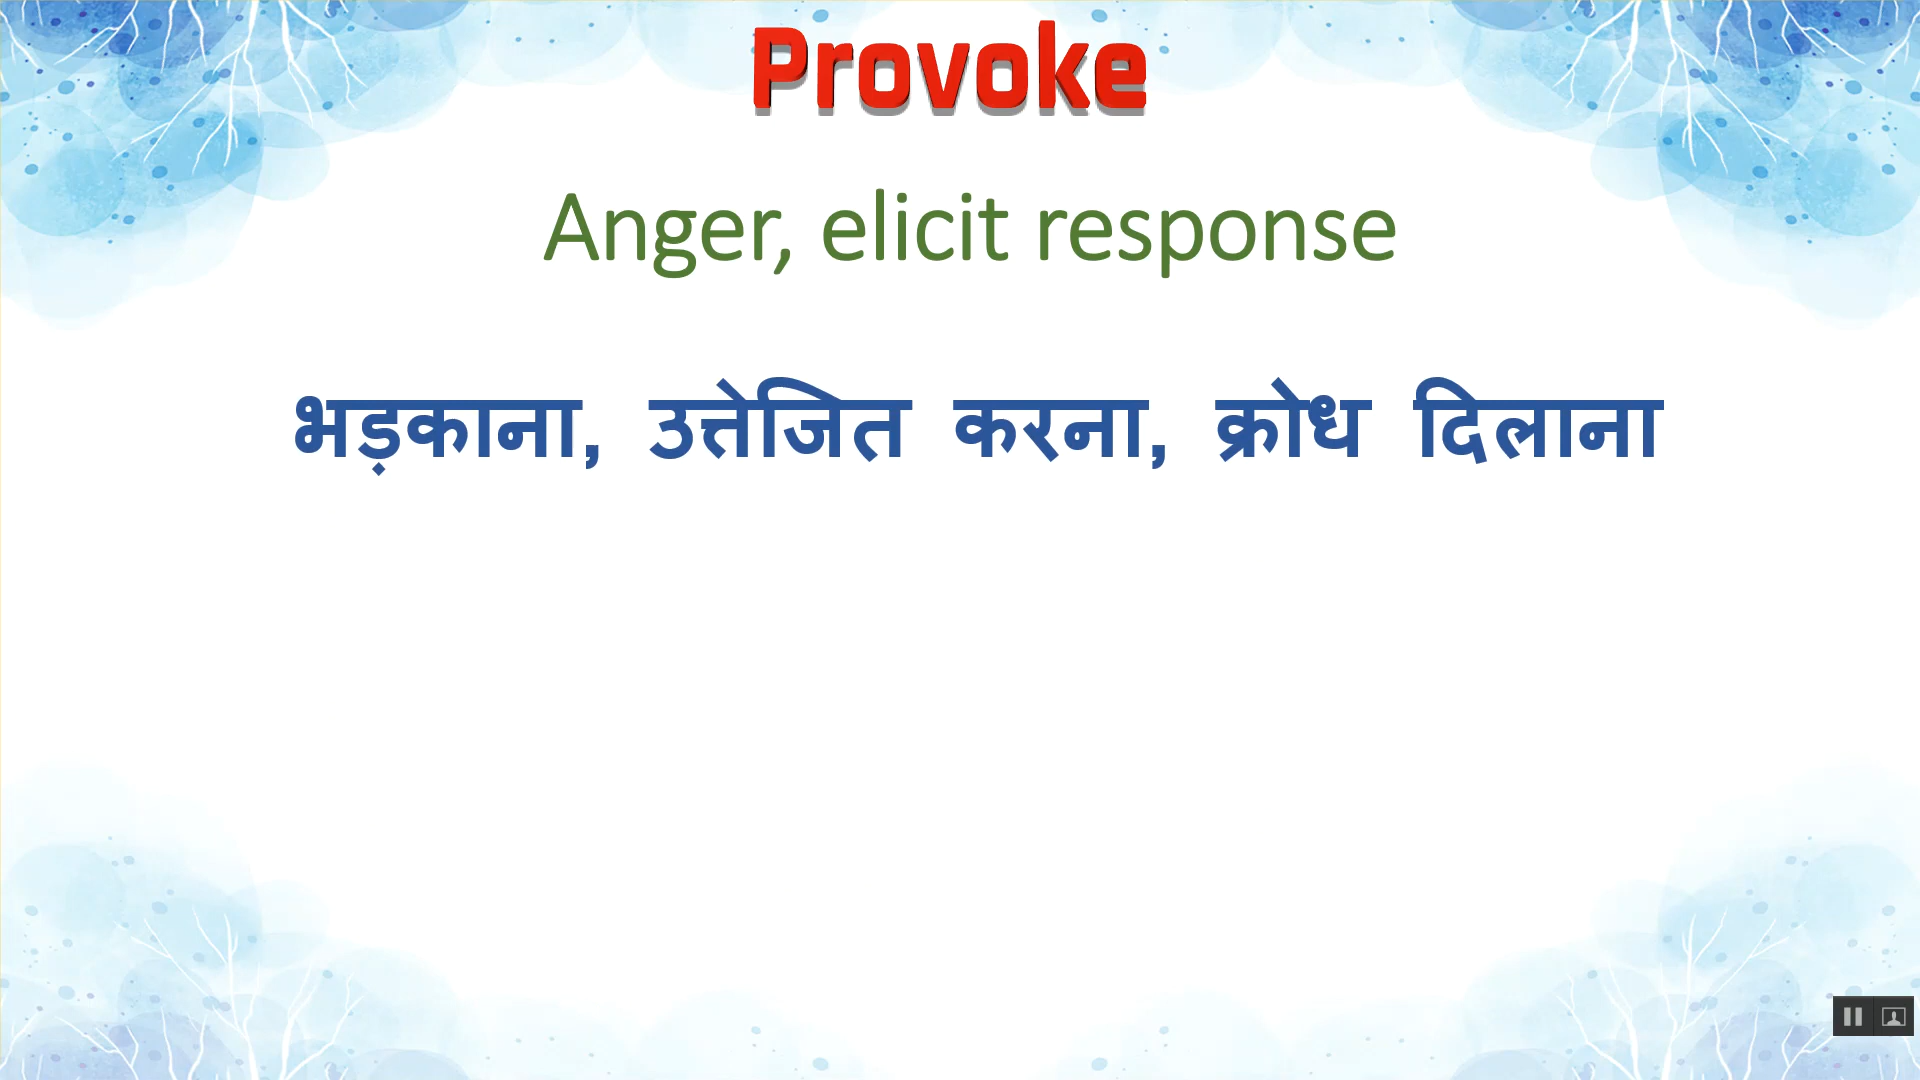 Provoke
Anger, elicit response
भड़काना, उत्तेजित करना, क्रोध दिलाना